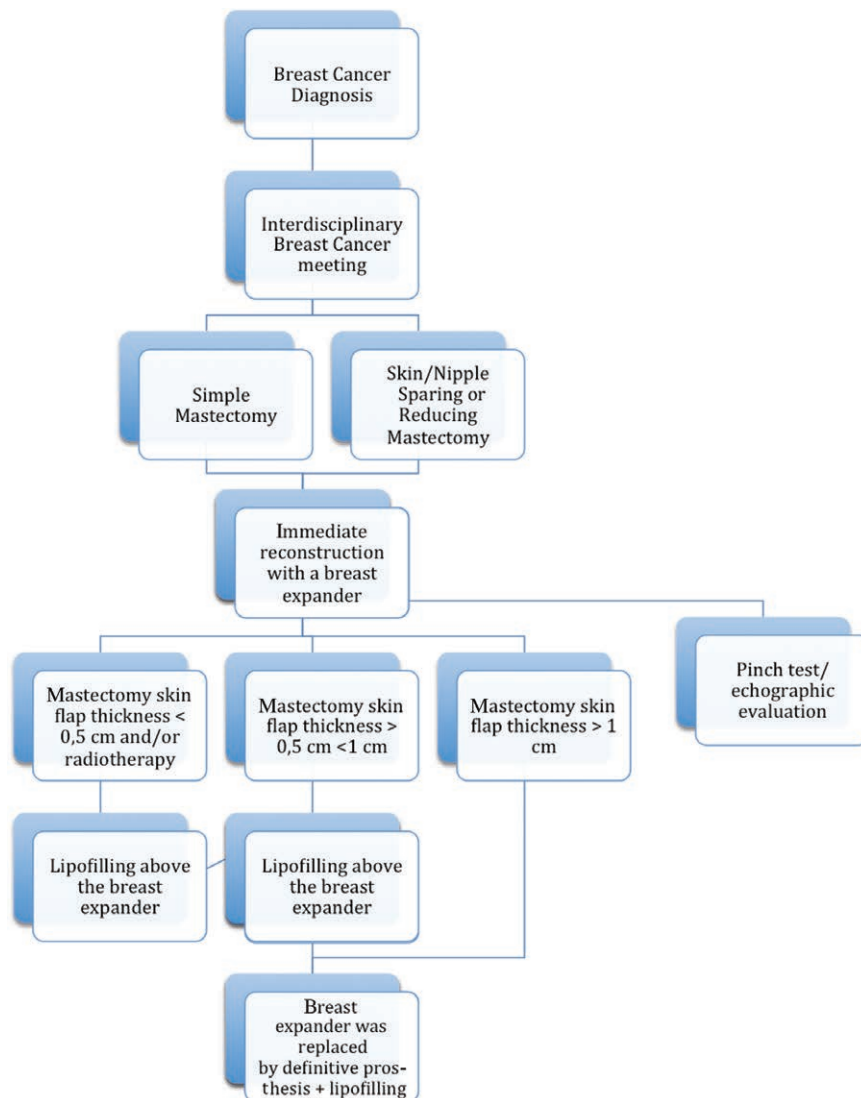 Breast Cancer
Diagnosis
Interdisciplinary
Breast Cancer
meeting
Simple
Mastectomy
Skin/Nipple
Sparing or
Reducing
Mastectomy
Immediate
reconstruction
with a breast
expander
Pinch test/
echographic
evaluation
Mastectomy skin
flap thickness <
0,5 cm and/or
radiotherapy
Mastectomy skin
flap thickness > 
0,5 cm <1 cm
Mastectomy skin
flap thickness > 1
cm
Lipofilling above
the breast
expander
Lipofilling above
the breast
expander
Breast
expander was
replaced
by definitive pros-
thesis + lipofilling